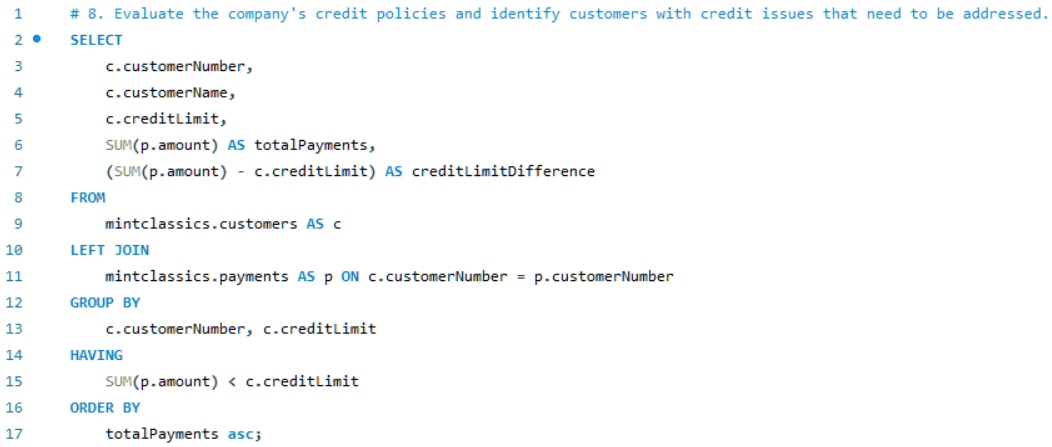 1 # 8. Evaluate the company's credit policies and identify customers with credit issues that need to be addressed.
2 SELECT
3 c.customerNumber,
4 c.customerName,
5 c.creditLimit,
6 SUM(p.amount) AS totalPayments,
7 (SUM(p.amount) - c.creditLimit) AS creditLimitDifference
8 FROM
9 mintclassics.customers AS c
10 LEFT JOIN
11 mintclassics.payments AS p ON c.customerNumber = p.customerNumber
12 GROUP BY
13 c.customerNumber, c.creditLimit
14 HAVING
15 SUM(p.amount) < c.creditLimit
16 ORDER BY
17 totalPayments asc;